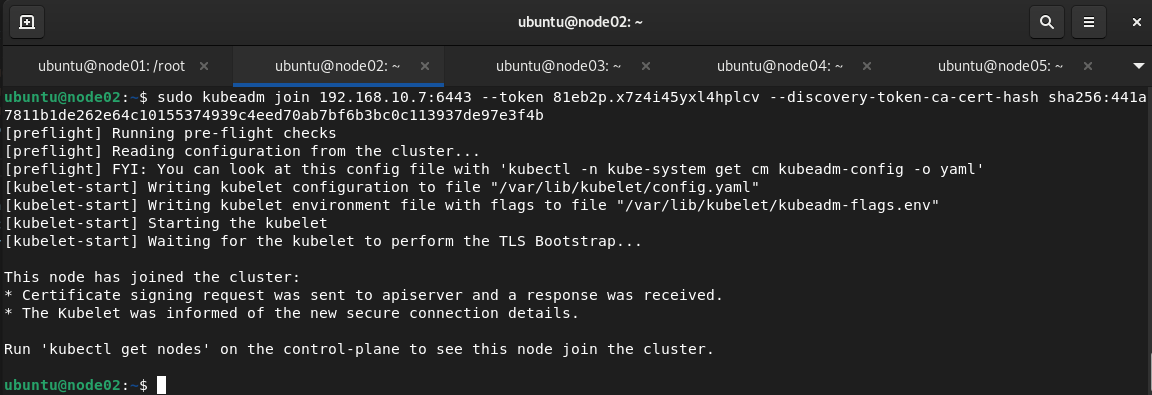 ubuntu@node02: ~
ubuntu@node01: /root
ubuntu@node02: ~
ubuntu@node03: ~
ubuntu@node04: ~
ubuntu@node05: ~
ubuntu@node02:~$ sudo kubeadm join 192.168.10.7:6443 --token 81eb2p.x7z4i45yxl4hplcv --discovery-token-ca-cert-hash sha256:441a
7811b1de262e64c10155374939c4eed70ab7bf6b3bc0c113937de97e3f4b
[preflight] Running pre-flight checks
[preflight] Reading configuration from the cluster...
[preflight] FYI: You can look at this config file with 'kubectl -n kube-system get cm kubeadm-config -o yaml'
[kubelet-start] Writing kubelet configuration to file "/var/lib/kubelet/config.yaml"
[kubelet-start] Writing kubelet environment file with flags to file "/var/lib/kubelet/kubeadm-flags.env"
[kubelet-start] Starting the kubelet
[kubelet-start] Waiting for the kubelet to perform the TLS Bootstrap...
This node has joined the cluster:
* Certificate signing request was sent to apiserver and a response was received.
* The Kubelet was informed of the new secure connection details.
Run 'kubectl get nodes' on the control-plane to see this node join the cluster.
ubuntu@node02:~$